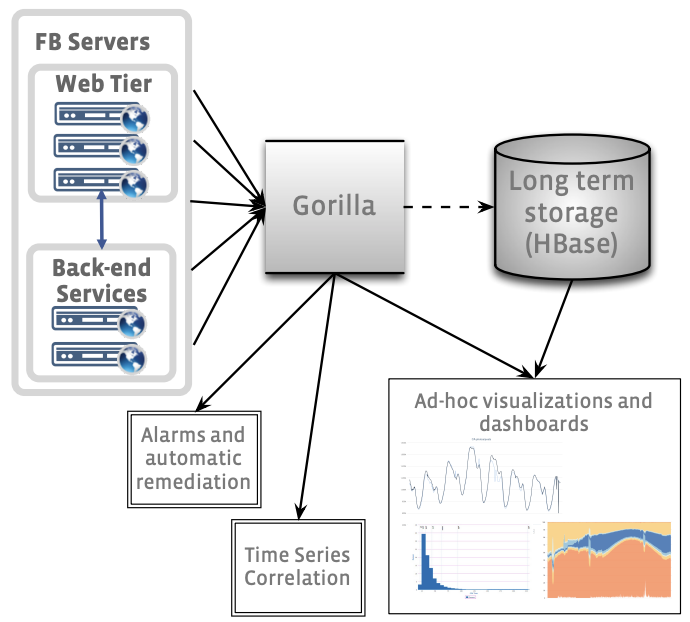 FB Servers
Web Tier
Back-end
Services
Gorilla
Long term
storage
(HBase)
Alarms and
automatic
remediation
Time Series
Correlation
Ad-hoc visualizations and
dashboards